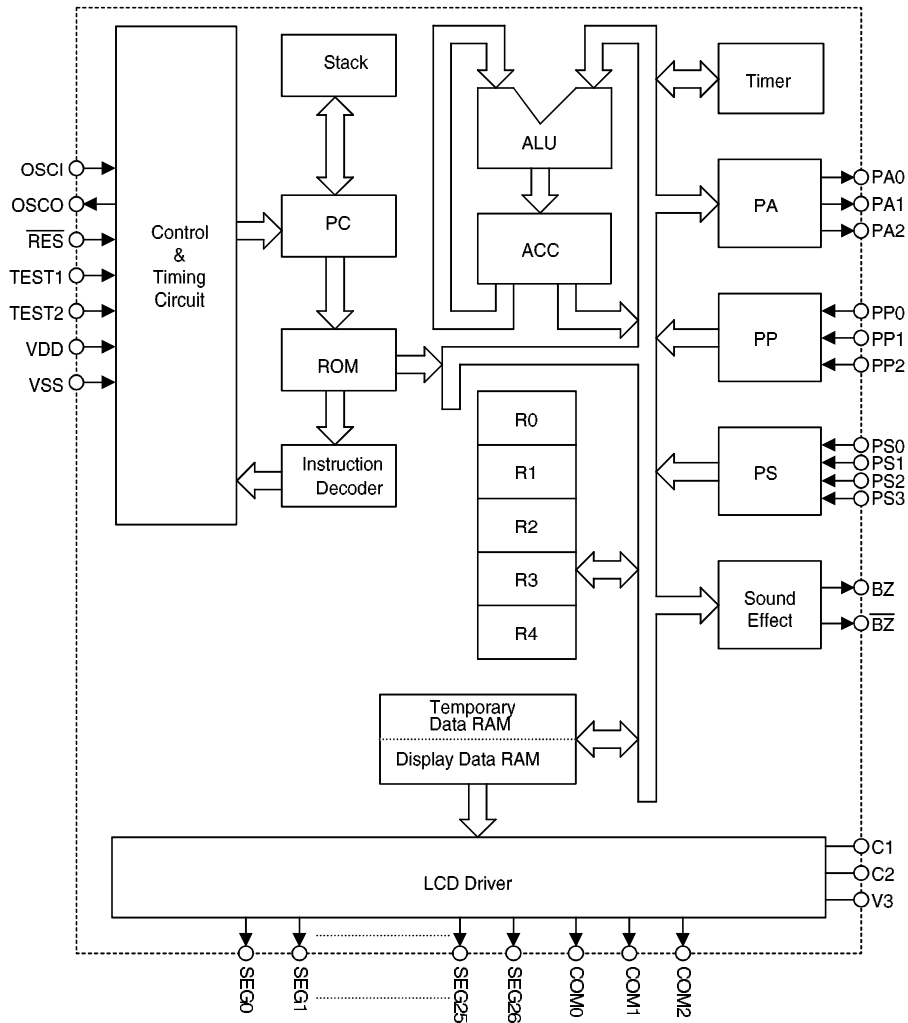 Stack
Timer
ALU
OSCI
OSCO
RES
TEST1
TEST2
VDD
VSS
Control
&
Timing
Circuit
PC
ACC
PA
PA0
PA1
PA2
ROM
PP
PP0
PP1
PP2
Instruction
Decoder
R0
R1
R2
R3
R4
PS
PS0
PS1
PS2
PS3
Sound
Effect
BZ
BZ
Temporary
Data RAM
Display Data RAM
LCD Driver
C1
C2
V3
SEG0
SEG1
SEG25
SEG26
COM0
COM1
COM2